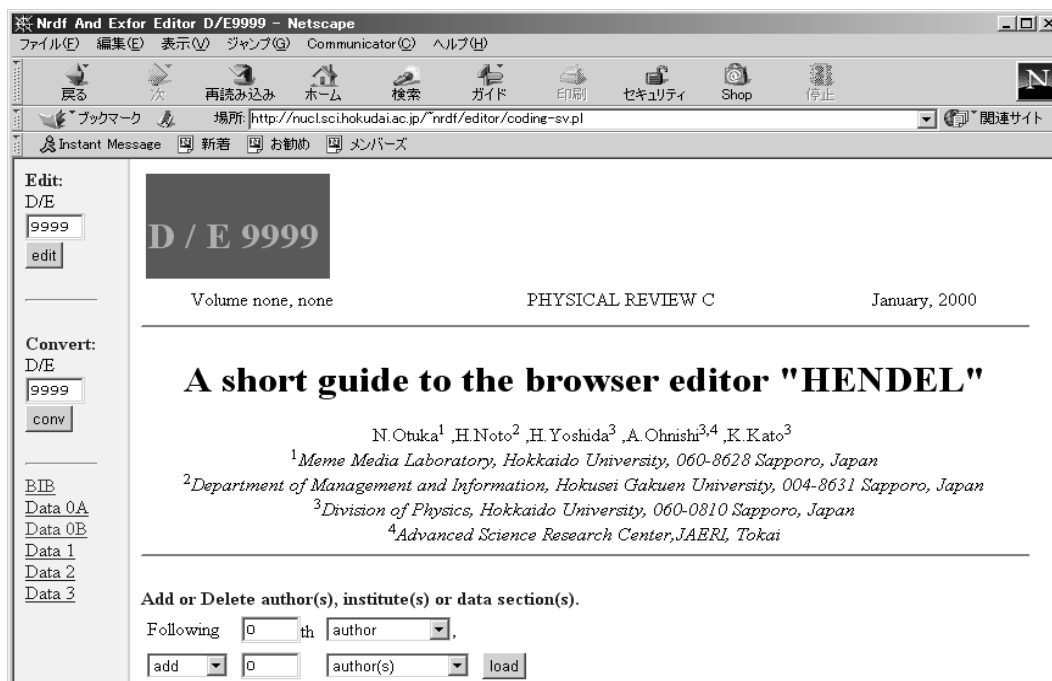 Nrdf And Exfor Editor D/E9999 - Netscape
ファイル(F) 編集(E) 表示(V) ジャンプ(G) Communicator(C) ヘルプ(H)
戻る 次 再読み込み ホーム 検索 ガイド 印刷 セキュリティ Shop 停止 N
ブックマーク 場所: http://nucl.sci.hokudai.ac.jp/~nrdf/editor/coding-sv.pl 関連サイト
Instant Message 新着 お勧め メンバーズ
Edit:
D/E
9999
edit
Convert:
D/E
9999
conv
BIB
Data 0A
Data 0B
Data 1
Data 2
Data 3
D / E 9999
Volume none, none PHYSICAL REVIEW C January, 2000
A short guide to the browser editor "HENDEL"
N.Otuka1 ,H.Noto2 ,H.Yoshida3 ,A.Ohnishi3,4 ,K.Kato3
1Meme Media Laboratory, Hokkaido University, 060-8628 Sapporo, Japan
2Department of Management and Information, Hokusei Gakuen University, 004-8631 Sapporo, Japan
3Division of Physics, Hokkaido University, 060-0810 Sapporo, Japan
4Advanced Science Research Center,JAERI, Tokai
Add or Delete author(s), institute(s) or data section(s).
Following 0 th author ,
add 0 author(s) load